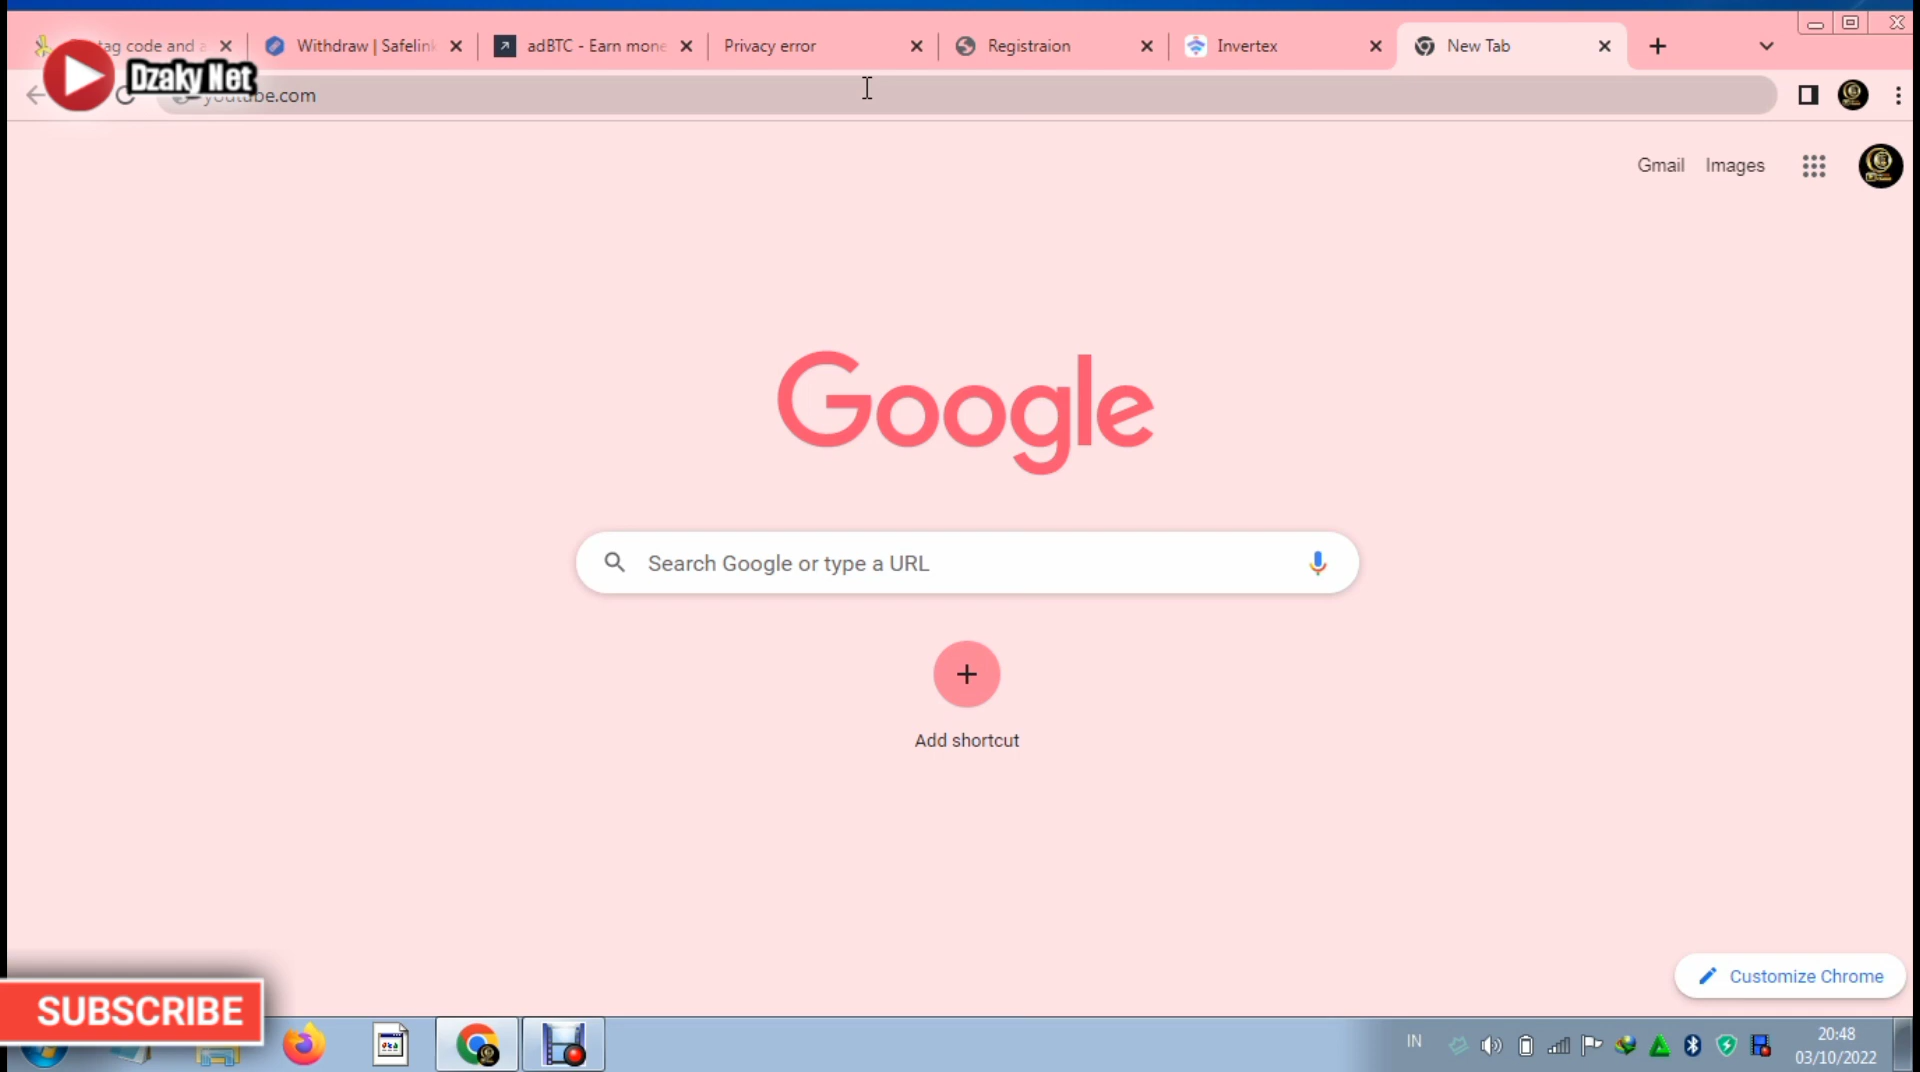 tag code and a
Withdraw | Safelink
adBTC - Earn mone
Privacy error
Registraion
Invertex
New Tab
Dzaky Net
youtube.com
Gmail
Images
Google
Search Google or type a URL
Add shortcut
Customize Chrome
SUBSCRIBE
IN
20:48
03/10/2022